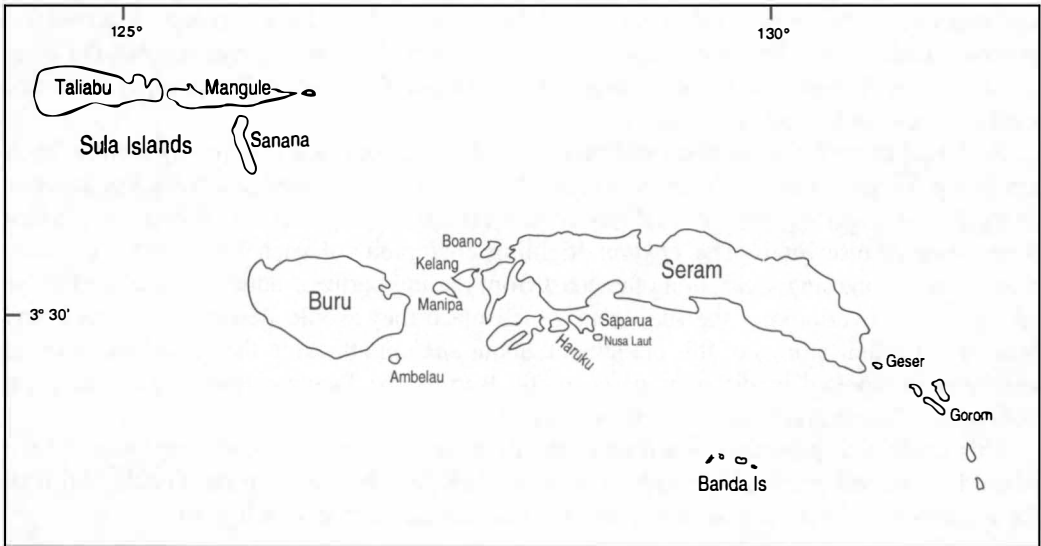 125°
130°
Taliabu
Mangule
Sula Islands
Sanana
Boano
Kelang
Seram
Buru
Manipa
3° 30'
Saparua
Nusa Laut
Haruku
Ambelau
Geser
Gorom
Banda Is